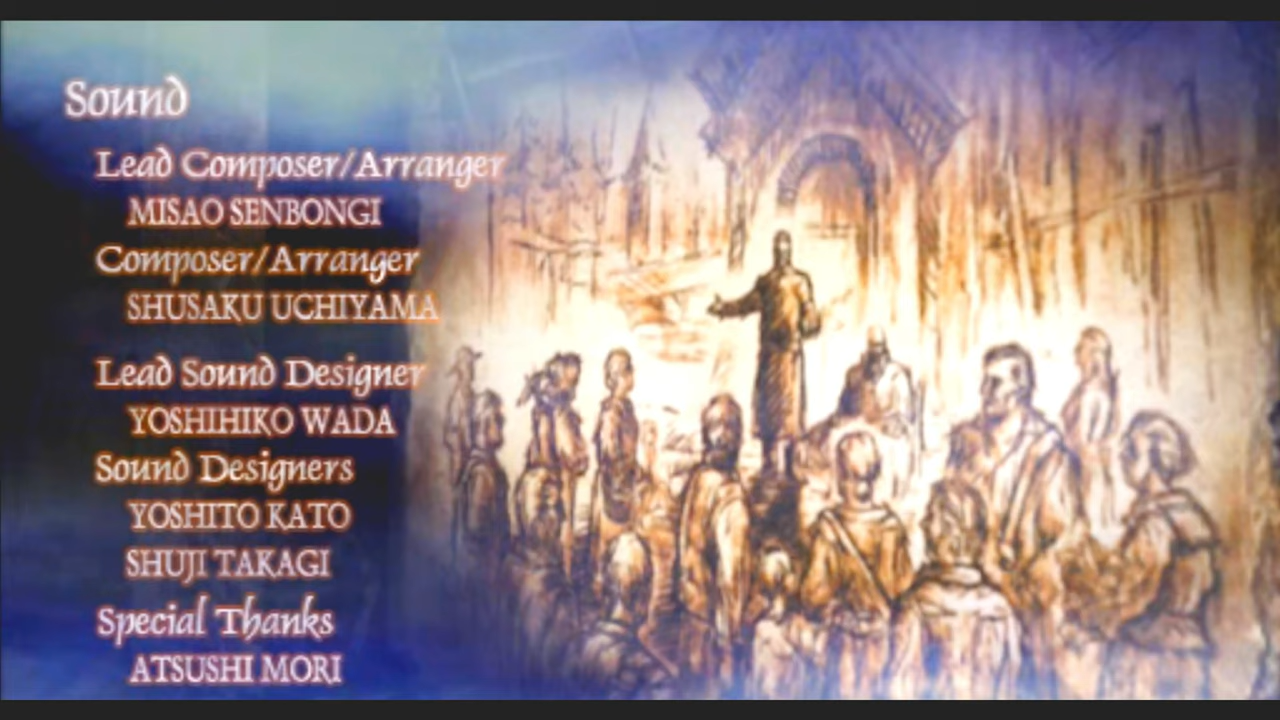 Sound
Lead Composer/Arranger
MISAO SENBONGI
Composer/Arranger
SHUSAKU UCHIYAMA
Lead Sound Designer
YOSHIHIKO WADA
Sound Designers
YOSHITO KATO
SHUJI TAKAGI
Special Thanks
ATSUSHI MORI